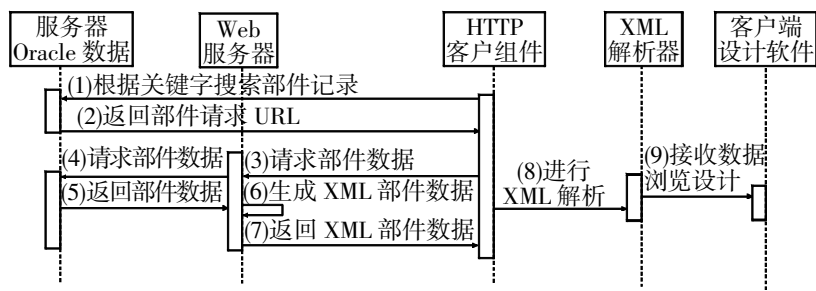 服务器
Oracle 数据
Web
服务器
HTTP
客户组件
XML
解析器
客户端
设计软件
(1)根据关键字搜索部件记录
(2)返回部件请求 URL
(4)请求部件数据
(3)请求部件数据
(5)返回部件数据
(6)生成 XML 部件数据
(7)返回 XML 部件数据
(8)进行
XML 解析
(9)接收数据
浏览设计